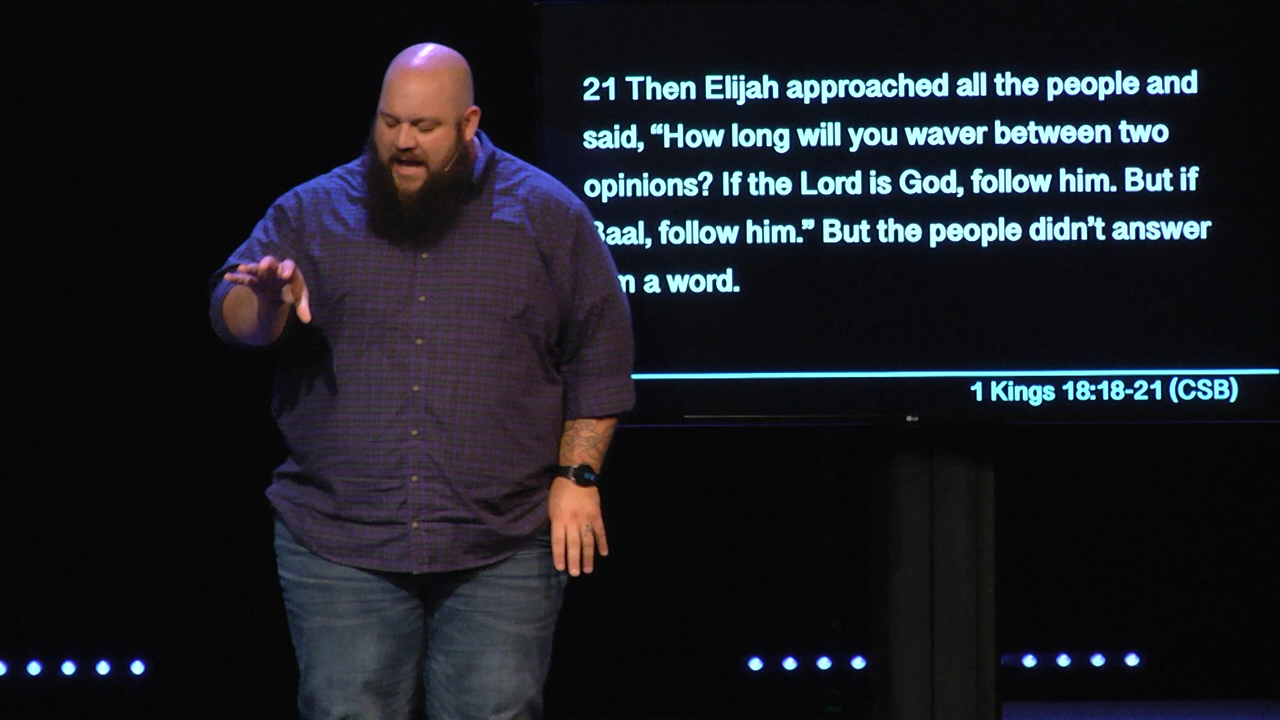 21 Then Elijah approached all the people and
said, “How long will you waver between two
opinions? If the Lord is God, follow him. But if
Baal, follow him.” But the people didn’t answer
a word.
1 Kings 18:18-21 (CSB)
LG